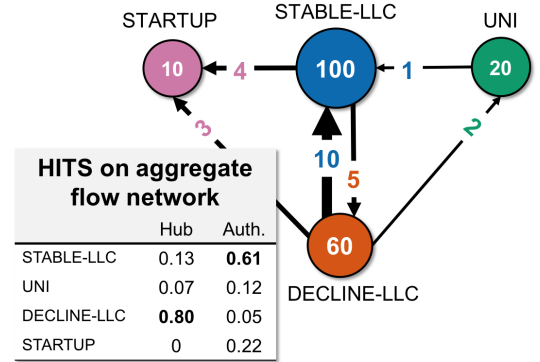 STARTUP
STABLE-LLC
UNI
10
4
100
1
20
3
10
5
2
60
DECLINE-LLC
HITS on aggregate
flow network
Hub Auth.
STABLE-LLC 0.13 0.61
UNI 0.07 0.12
DECLINE-LLC 0.80 0.05
STARTUP 0 0.22